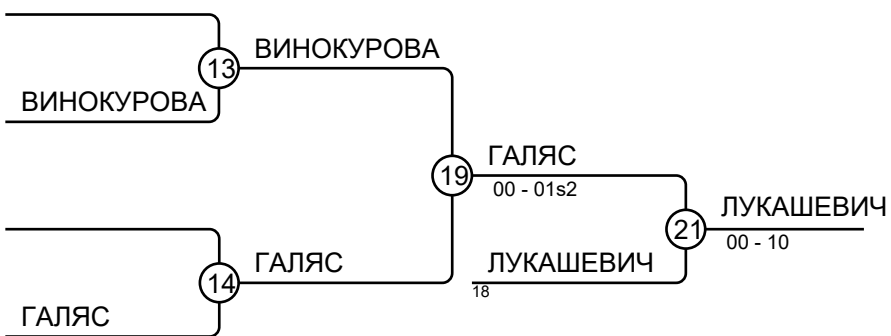 ВИНОКУРОВА
13
ВИНОКУРОВА
ГАЛЯС
19
00 - 01s2
ЛУКАШЕВИЧ
21
00 - 10
ГАЛЯС
ЛУКАШЕВИЧ
14
18
ГАЛЯС